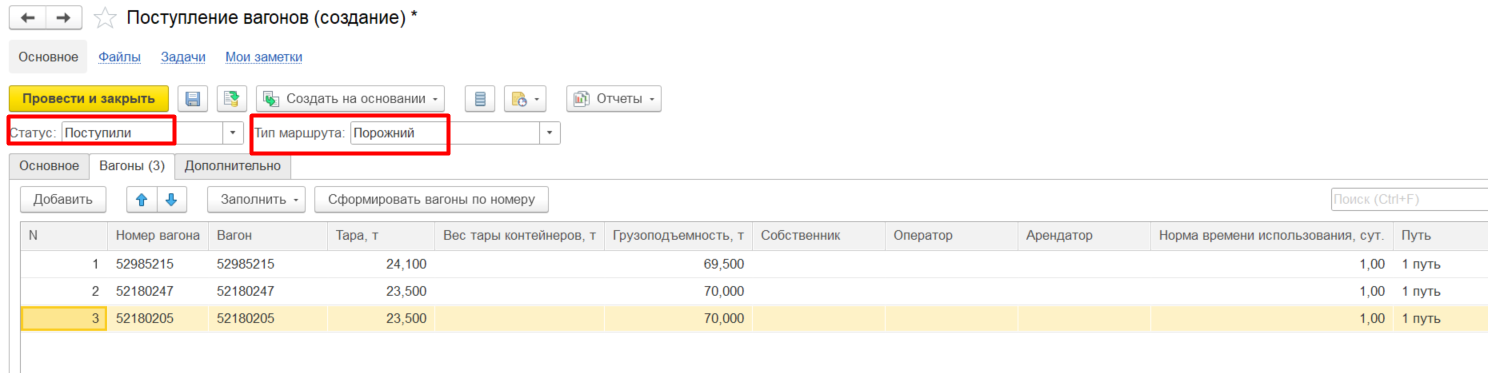 Поступление вагонов (создание) *
Основное Файлы Задачи Мои заметки
Провести и закрыть Создать на основании Отчеты
Статус: Поступили Тип маршрута: Порожний
Основное Вагоны (3) Дополнительно
Добавить Заполнить Сформировать вагоны по номеру Поиск (Ctrl+F)
N Номер вагона Вагон Тара, т Вес тары контейнеров, т Грузоподъемность, т Собственник Оператор Арендатор Норма времени использования, сут. Путь
1 52985215 52985215 24,100 69,500 1,00 1 путь
2 52180247 52180247 23,500 70,000 1,00 1 путь
3 52180205 52180205 23,500 70,000 1,00 1 путь